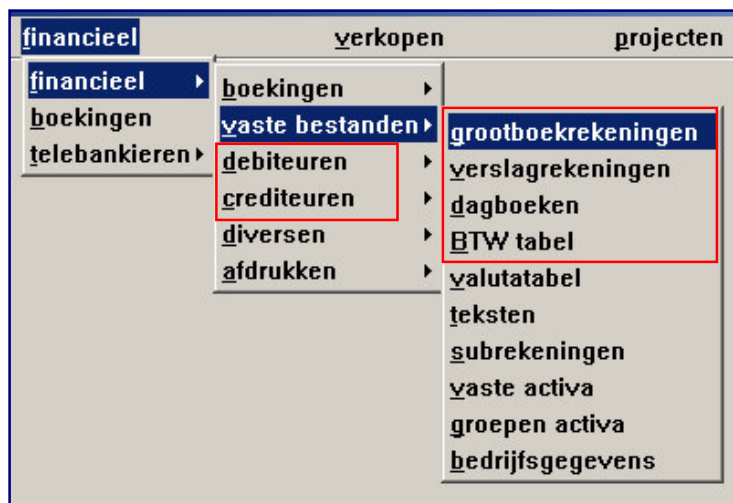 financieel verkopen projecten
financieel
boekingen
telebankieren
boekingen
vaste bestanden
debiteuren
crediteuren
diversen
afdrukken
grootboekrekeningen
verslagrekeningen
dagboeken
BTW tabel
valutatabel
teksten
subrekeningen
vaste activa
groepen activa
bedrijfsgegevens